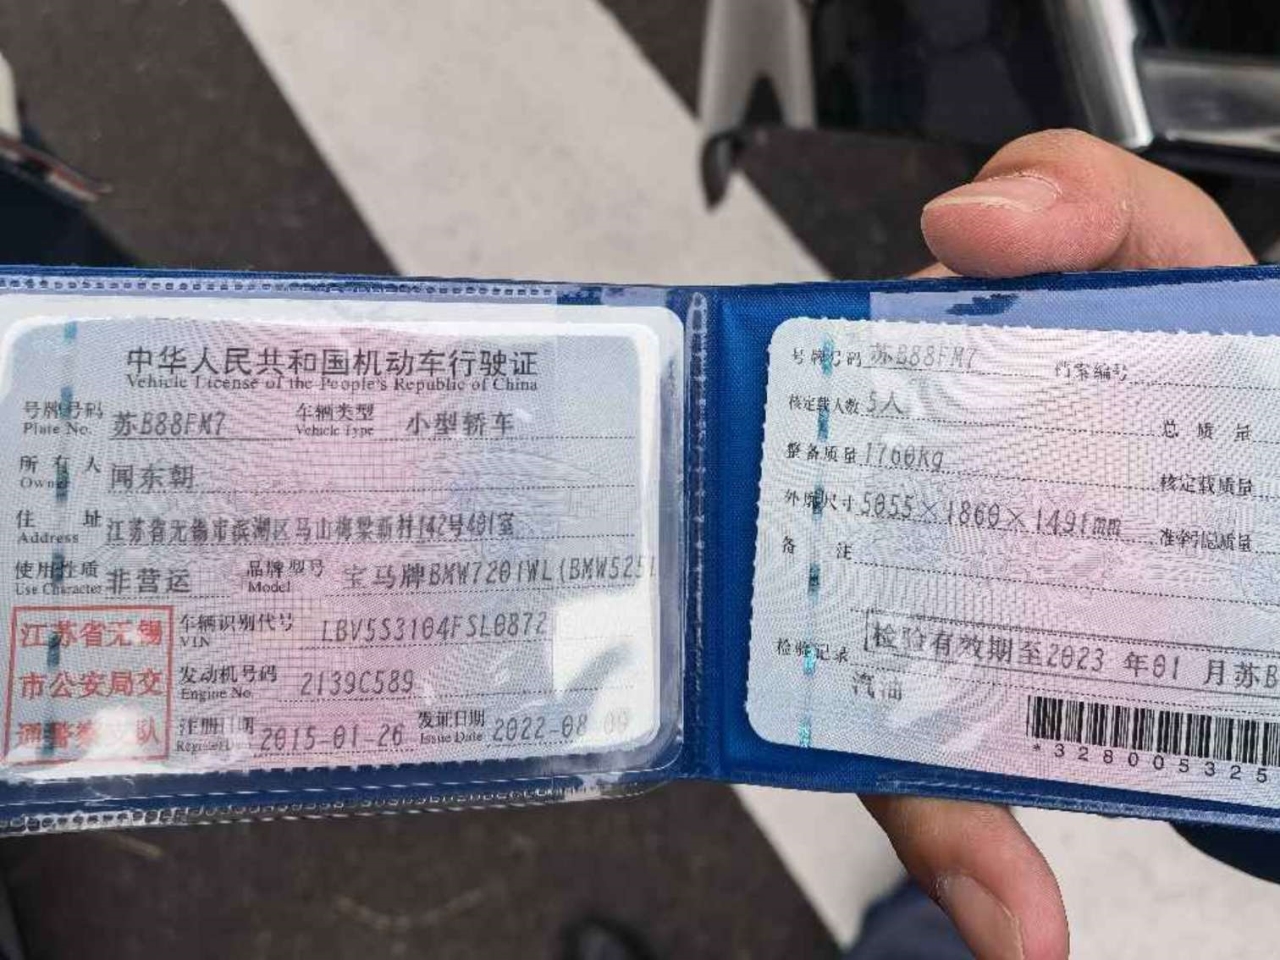 中华人民共和国机动车行驶证
Vehicle License of the People's Republic of China
号牌号码 苏B88FM7 车辆类型 小型轿车
Plate No. Vehicle Type
所有人 闻东朝
Owner
住址 江苏省无锡市滨湖区马山梅梁新村142号401室
Address
使用性质 非营运 品牌型号 宝马牌BMW7201WL(BMW525L
Use Character Model
江苏省无锡
市公安局交
通警察支队
车辆识别代号 LBV5S3104FSL0872
VIN
发动机号码 2139C589
Engine No.
注册日期 2015-01-26 发证日期 2022-08-09
Register Date Issue Date
号牌号码 苏B88FM7 档案编号
核定载人数 5人 总质量
整备质量 1760kg 核定载质量
外廓尺寸 5055×1860×1491mm 准牵引总质量
备注
检验记录 检验有效期至2023年01月苏B
汽油
*328005325